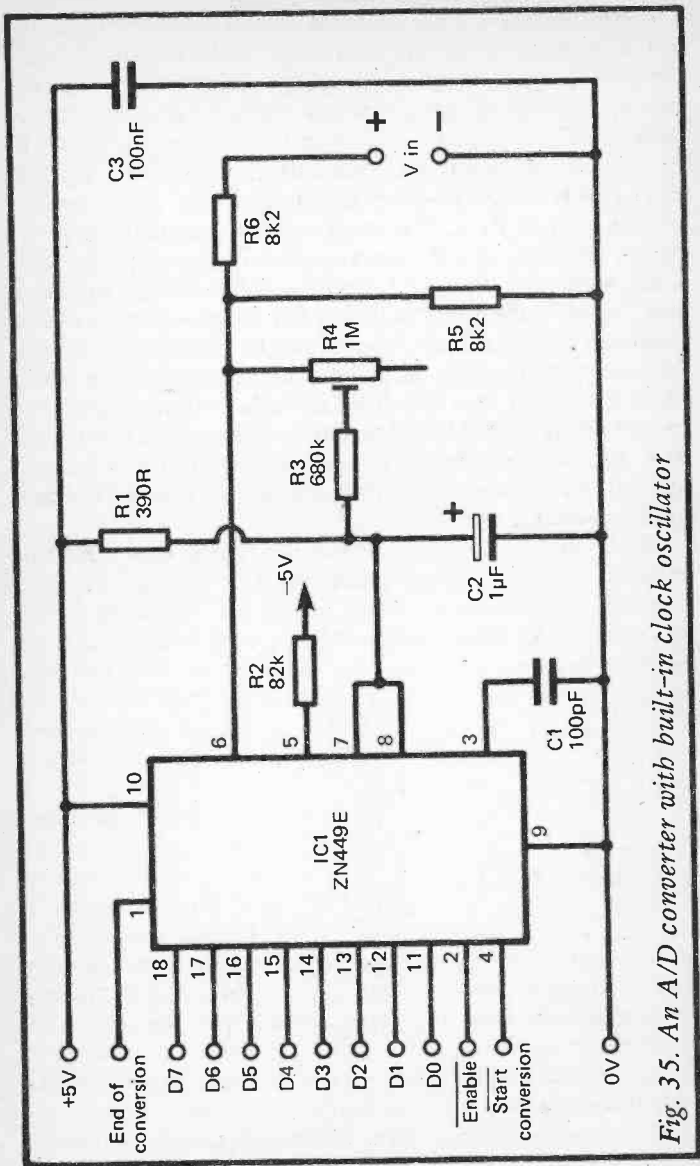 +5V
End of
conversion
D7
D6
D5
D4
D3
D2
D1
D0
Enable
Start
conversion
0V
1
10
18
17
16
15
14
13
12
11
2
4
IC1
ZN449E
6
5
7
8
3
9
R1
390R
R2
82k
−5V
R3
680k
R4
1M
R5
8k2
R6
8k2
C1
100pF
C2
1µF
+
C3
100nF
+
V in
−
Fig. 35. An A/D converter with built-in clock oscillator